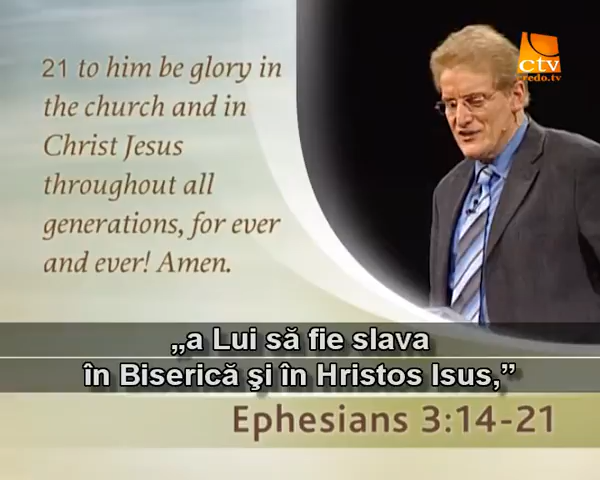 21 to him be glory in
the church and in
Christ Jesus
throughout all
generations, for ever
and ever! Amen.
ctv
credo.tv
„a Lui să fie slava
în Biserică şi în Hristos Isus,”
Ephesians 3:14-21